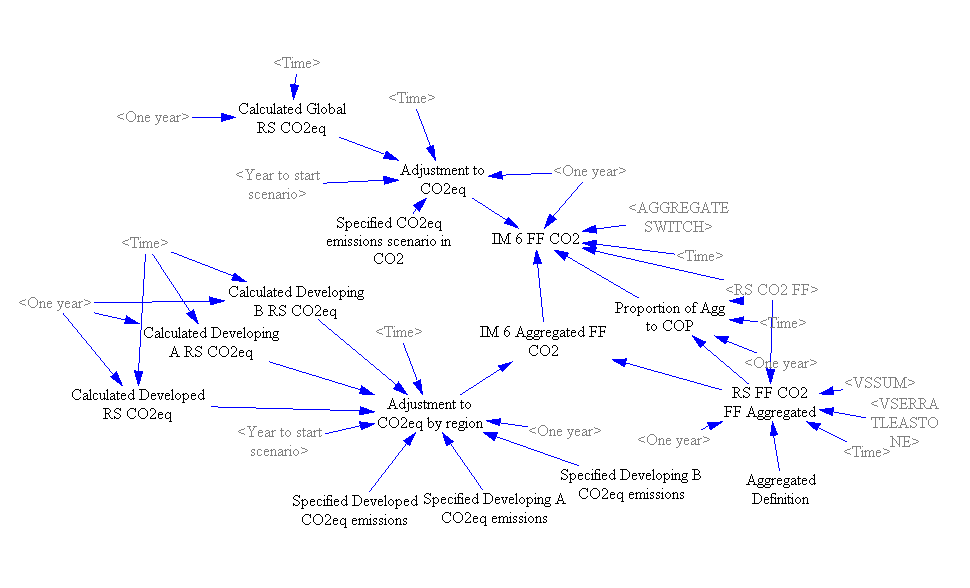 <Time>
<One year>
Calculated Global
RS CO2eq
<Time>
<Year to start
scenario>
Adjustment to
CO2eq
<One year>
Specified CO2eq
emissions scenario in
CO2
IM 6 FF CO2
<AGGREGATE
SWITCH>
<Time>
<Time>
<One year>
Calculated Developing
B RS CO2eq
Calculated Developing
A RS CO2eq
Calculated Developed
RS CO2eq
<RS CO2 FF>
Proportion of Agg
to COP
<Time>
<One year>
<Time>
IM 6 Aggregated FF
CO2
Adjustment to
CO2eq by region
<Year to start
scenario>
<One year>
RS FF CO2
FF Aggregated
<VSSUM>
<VSERRA
TLEASTO
NE>
<One year>
<Time>
Specified Developed
CO2eq emissions
Specified Developing A
CO2eq emissions
Specified Developing B
CO2eq emissions
Aggregated
Definition